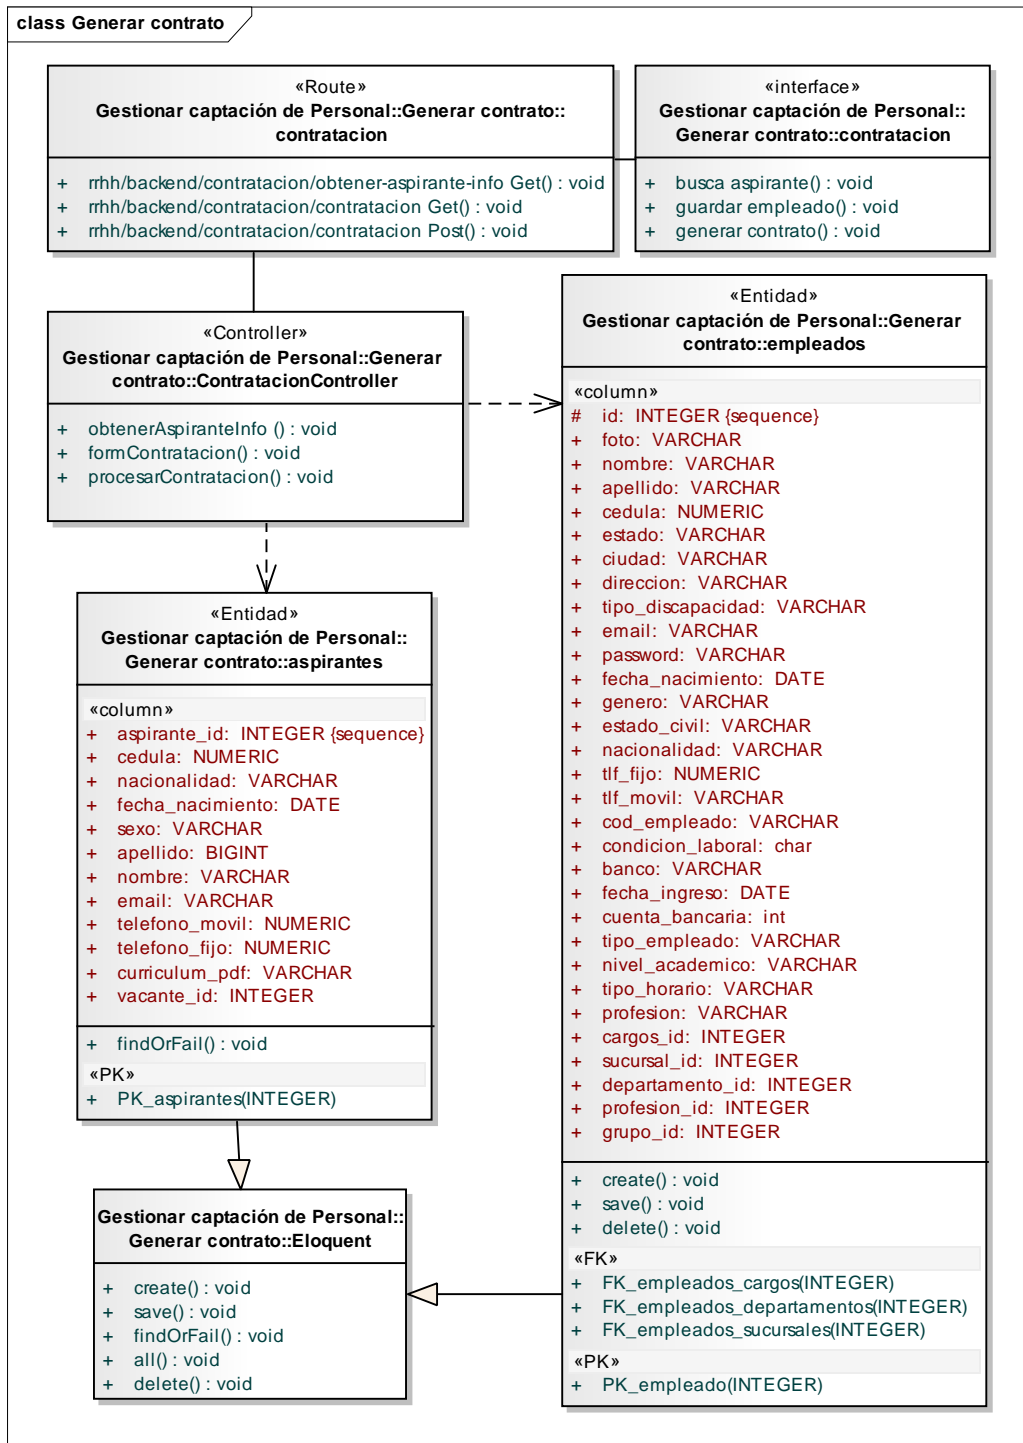 class Generar contrato
«Route»
Gestionar captación de Personal::Generar contrato::
contratacion
+ rrhh/backend/contratacion/obtener-aspirante-info Get() : void
+ rrhh/backend/contratacion/contratacion Get() : void
+ rrhh/backend/contratacion/contratacion Post() : void
«interface»
Gestionar captación de Personal::
Generar contrato::contratacion
+ busca aspirante() : void
+ guardar empleado() : void
+ generar contrato() : void
«Controller»
Gestionar captación de Personal::Generar
contrato::ContratacionController
+ obtenerAspiranteInfo () : void
+ formContratacion() : void
+ procesarContratacion() : void
«Entidad»
Gestionar captación de Personal::Generar
contrato::empleados
«column»
# id: INTEGER {sequence}
+ foto: VARCHAR
+ nombre: VARCHAR
+ apellido: VARCHAR
+ cedula: NUMERIC
+ estado: VARCHAR
+ ciudad: VARCHAR
+ direccion: VARCHAR
+ tipo_discapacidad: VARCHAR
+ email: VARCHAR
+ password: VARCHAR
+ fecha_nacimiento: DATE
+ genero: VARCHAR
+ estado_civil: VARCHAR
+ nacionalidad: VARCHAR
+ tlf_fijo: NUMERIC
+ tlf_movil: VARCHAR
+ cod_empleado: VARCHAR
+ condicion_laboral: char
+ banco: VARCHAR
+ fecha_ingreso: DATE
+ cuenta_bancaria: int
+ tipo_empleado: VARCHAR
+ nivel_academico: VARCHAR
+ tipo_horario: VARCHAR
+ profesion: VARCHAR
+ cargos_id: INTEGER
+ sucursal_id: INTEGER
+ departamento_id: INTEGER
+ profesion_id: INTEGER
+ grupo_id: INTEGER
+ create() : void
+ save() : void
+ delete() : void
«FK»
+ FK_empleados_cargos(INTEGER)
+ FK_empleados_departamentos(INTEGER)
+ FK_empleados_sucursales(INTEGER)
«PK»
+ PK_empleado(INTEGER)
«Entidad»
Gestionar captación de Personal::
Generar contrato::aspirantes
«column»
+ aspirante_id: INTEGER {sequence}
+ cedula: NUMERIC
+ nacionalidad: VARCHAR
+ fecha_nacimiento: DATE
+ sexo: VARCHAR
+ apellido: BIGINT
+ nombre: VARCHAR
+ email: VARCHAR
+ telefono_movil: NUMERIC
+ telefono_fijo: NUMERIC
+ curriculum_pdf: VARCHAR
+ vacante_id: INTEGER
+ findOrFail() : void
«PK»
+ PK_aspirantes(INTEGER)
Gestionar captación de Personal::
Generar contrato::Eloquent
+ create() : void
+ save() : void
+ findOrFail() : void
+ all() : void
+ delete() : void